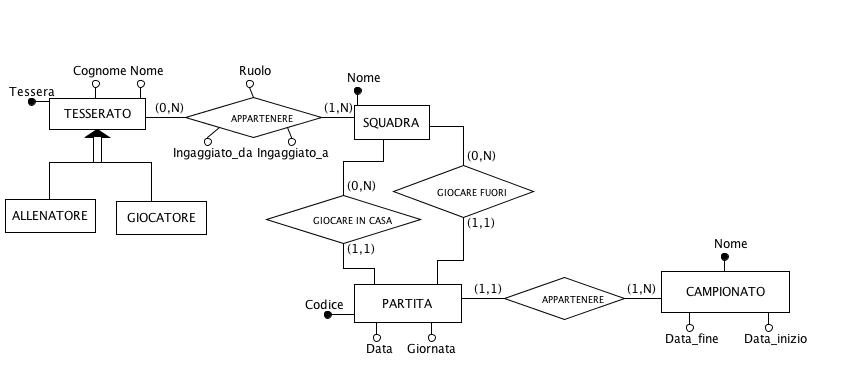 Cognome Nome
Ruolo
Nome
Tessera
TESSERATO
(0,N)
APPARTENERE
(1,N)
SQUADRA
Ingaggiato_da
Ingaggiato_a
(0,N)
(0,N)
ALLENATORE
GIOCATORE
GIOCARE IN CASA
GIOCARE FUORI
(1,1)
(1,1)
Nome
Codice
PARTITA
(1,1)
APPARTENERE
(1,N)
CAMPIONATO
Data
Giornata
Data_fine
Data_inizio